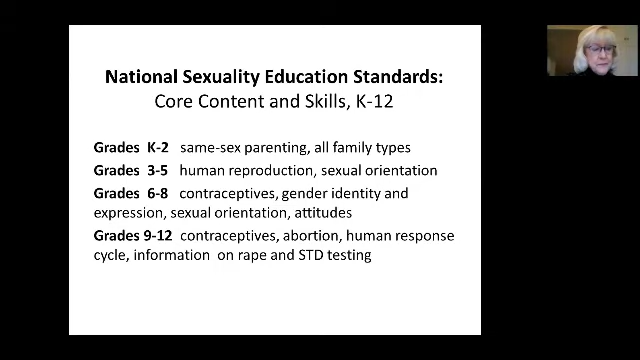 National Sexuality Education Standards:
Core Content and Skills, K-12
Grades K-2 same-sex parenting, all family types
Grades 3-5 human reproduction, sexual orientation
Grades 6-8 contraceptives, gender identity and
expression, sexual orientation, attitudes
Grades 9-12 contraceptives, abortion, human response
cycle, information on rape and STD testing